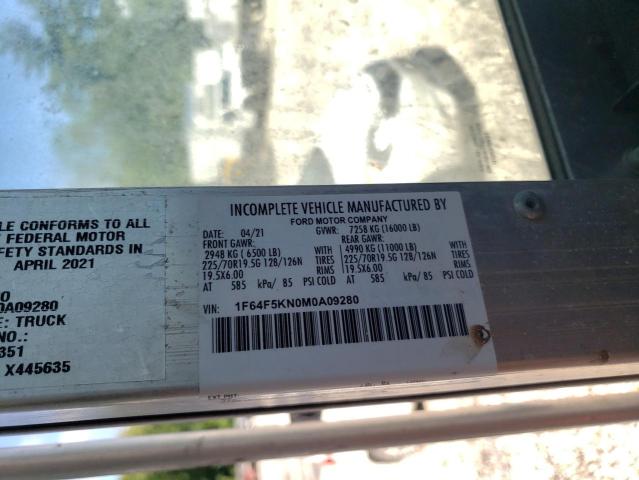 LE CONFORMS TO ALL
FEDERAL MOTOR
FETY STANDARDS IN
APRIL 2021
0A09280
E: TRUCK
NO.:
351
X445635
INCOMPLETE VEHICLE MANUFACTURED BY
FORD MOTOR COMPANY
DATE: 04/21 GVWR: 7258 KG (16000 LB)
FRONT GAWR: REAR GAWR:
2948 KG ( 6500 LB) WITH 4990 KG (11000 LB) WITH
225/70R19.5G 128/126N TIRES 225/70R19.5G 128/126N TIRES
19.5X6.00 RIMS 19.5X6.00 RIMS
AT 585 kPa/ 85 PSI COLD AT 585 kPa/ 85 PSI COLD
VIN: 1F64F5KN0M0A09280
EXT PNT: